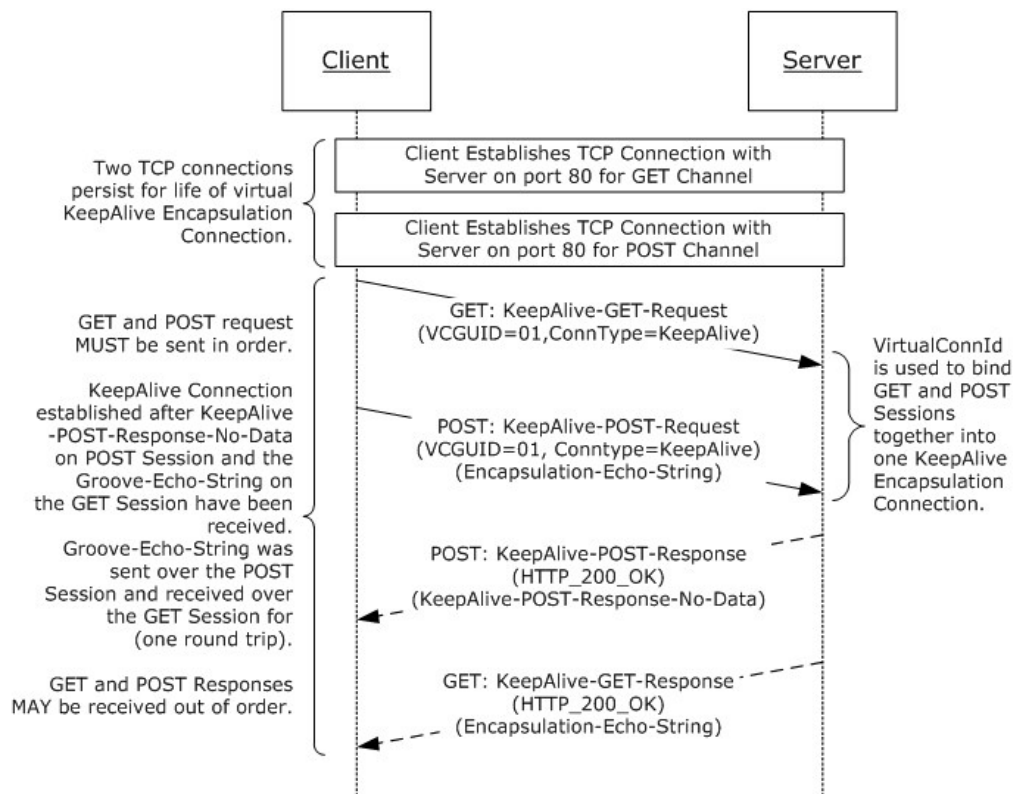 Client
Server
Two TCP connections
persist for life of virtual
KeepAlive Encapsulation
Connection.
Client Establishes TCP Connection with
Server on port 80 for GET Channel
Client Establishes TCP Connection with
Server on port 80 for POST Channel
GET and POST request
MUST be sent in order.
KeepAlive Connection
established after KeepAlive
-POST-Response-No-Data
on POST Session and the
Groove-Echo-String on
the GET Session have been
received.
Groove-Echo-String was
sent over the POST
Session and received over
the GET Session for
(one round trip).
GET and POST Responses
MAY be received out of order.
GET: KeepAlive-GET-Request
(VCGUID=01,ConnType=KeepAlive)
POST: KeepAlive-POST-Request
(VCGUID=01, Conntype=KeepAlive)
(Encapsulation-Echo-String)
POST: KeepAlive-POST-Response
(HTTP_200_OK)
(KeepAlive-POST-Response-No-Data)
GET: KeepAlive-GET-Response
(HTTP_200_OK)
(Encapsulation-Echo-String)
VirtualConnId
is used to bind
GET and POST
Sessions
together into
one KeepAlive
Encapsulation
Connection.